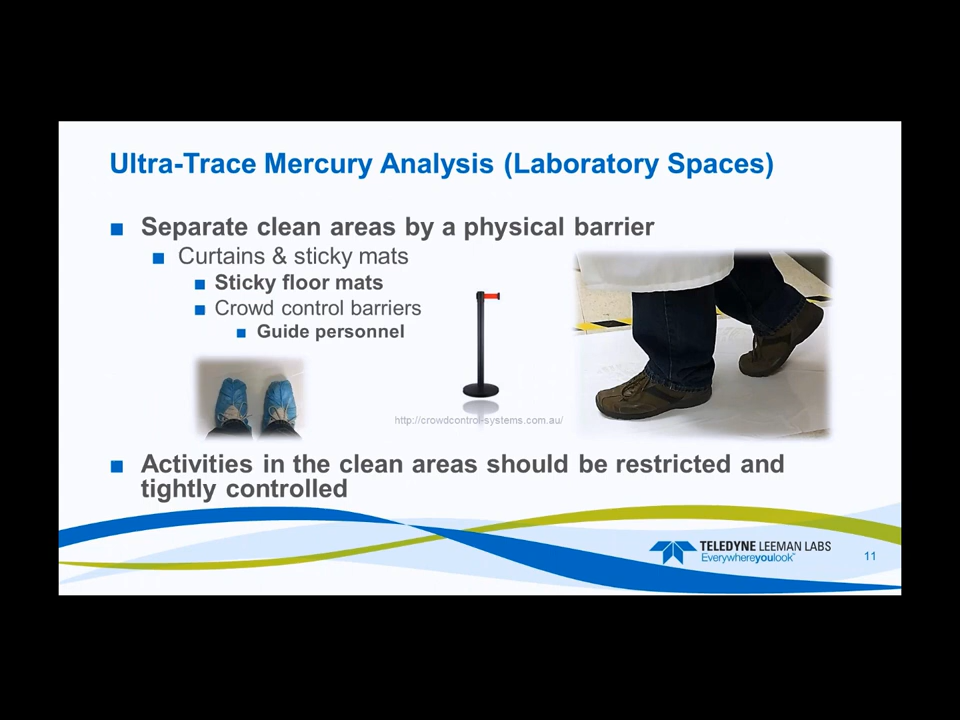 Ultra-Trace Mercury Analysis (Laboratory Spaces)
Separate clean areas by a physical barrier
Curtains & sticky mats
Sticky floor mats
Crowd control barriers
Guide personnel
http://crowdcontrol-systems.com.au/
Activities in the clean areas should be restricted and
tightly controlled
TELEDYNE LEEMAN LABS
Everywhereyoulook™
11